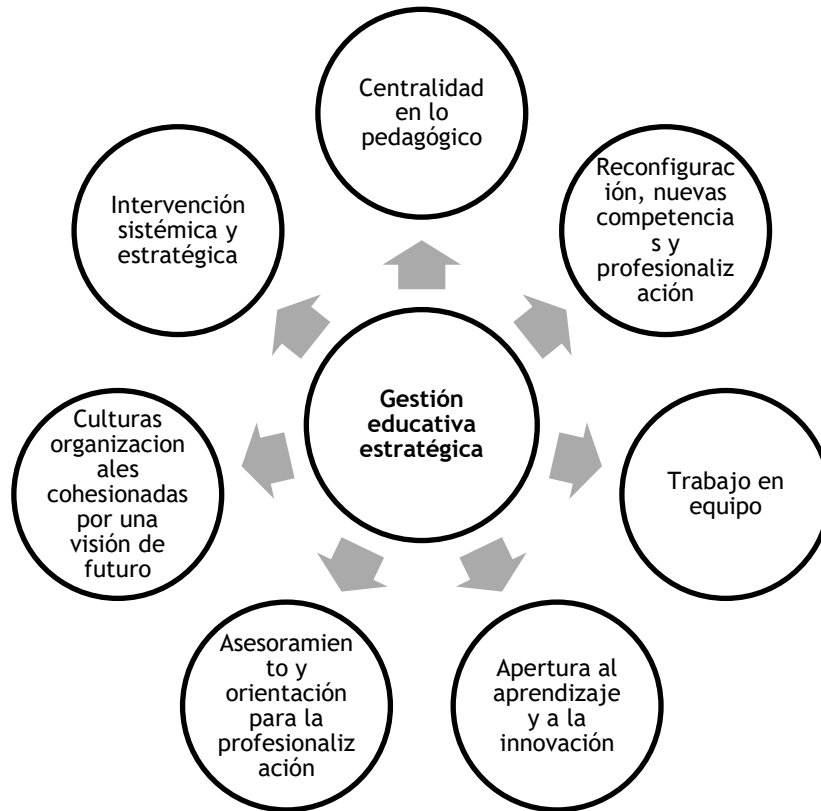 Centralidad
en lo
pedagógico
Reconfigurac
ión, nuevas
competencia
s y
profesionaliz
ación
Trabajo en
equipo
Apertura al
aprendizaje
y a la
innovación
Asesoramien
to y
orientación
para la
profesionaliz
ación
Culturas
organizacion
ales
cohesionadas
por una
visión de
futuro
Intervención
sistémica y
estratégica
Gestión
educativa
estratégica